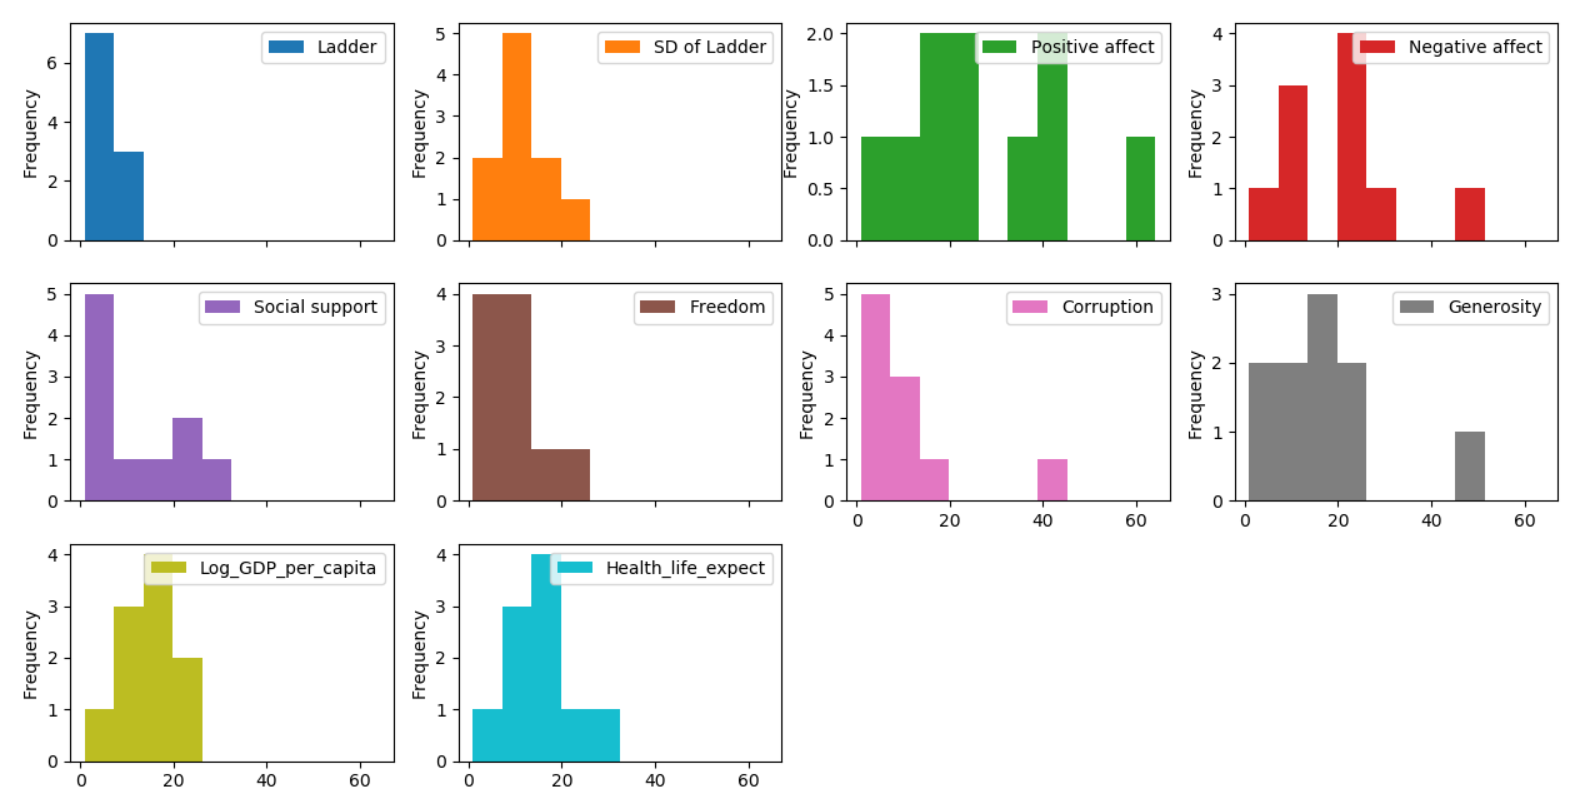 Frequency
6
4
2
0
Ladder
Frequency
5
4
3
2
1
0
SD of Ladder
Frequency
2.0
1.5
1.0
0.5
0.0
Positive affect
Frequency
4
3
2
1
0
Negative affect
Frequency
5
4
3
2
1
0
Social support
Frequency
4
3
2
1
0
Freedom
Frequency
5
4
3
2
1
0
Corruption
0 20 40 60
Frequency
3
2
1
0
Generosity
0 20 40 60
Frequency
4
3
2
1
0
Log_GDP_per_capita
0 20 40 60
Frequency
4
3
2
1
0
Health_life_expect
0 20 40 60